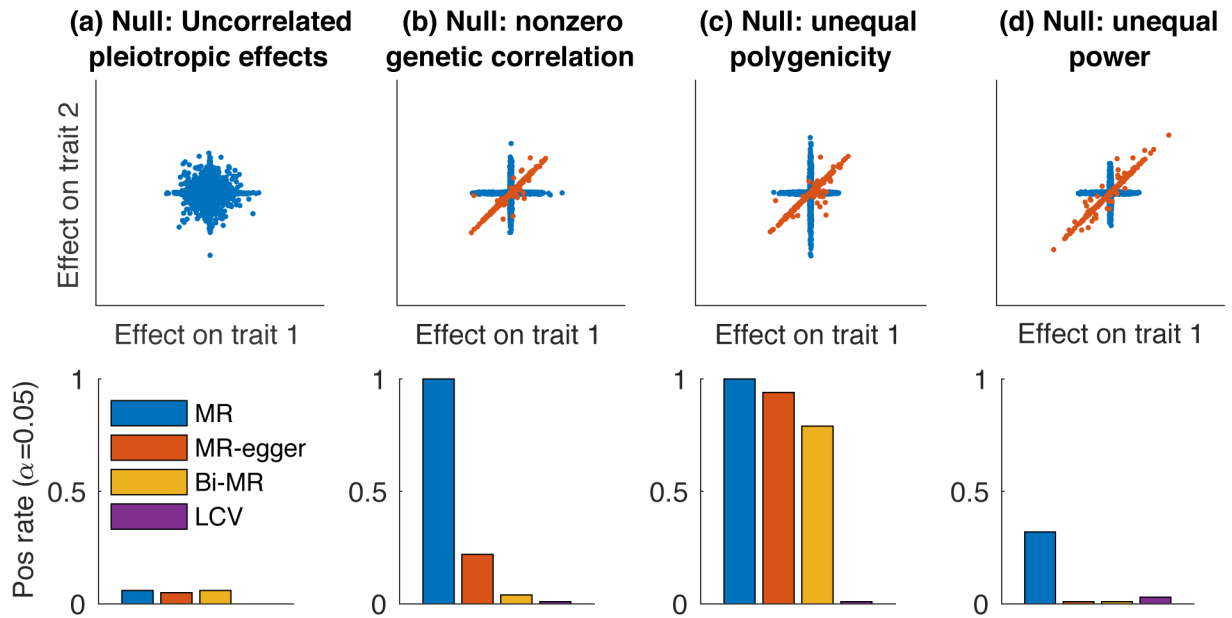 (a) Null: Uncorrelated
pleiotropic effects
(b) Null: nonzero
genetic correlation
(c) Null: unequal
polygenicity
(d) Null: unequal
power
Effect on trait 2
Effect on trait 1
Effect on trait 1
Effect on trait 1
Effect on trait 1
Pos rate (α=0.05)
1
0.5
0
MR
MR-egger
Bi-MR
LCV
1
0.5
0
1
0.5
0
1
0.5
0